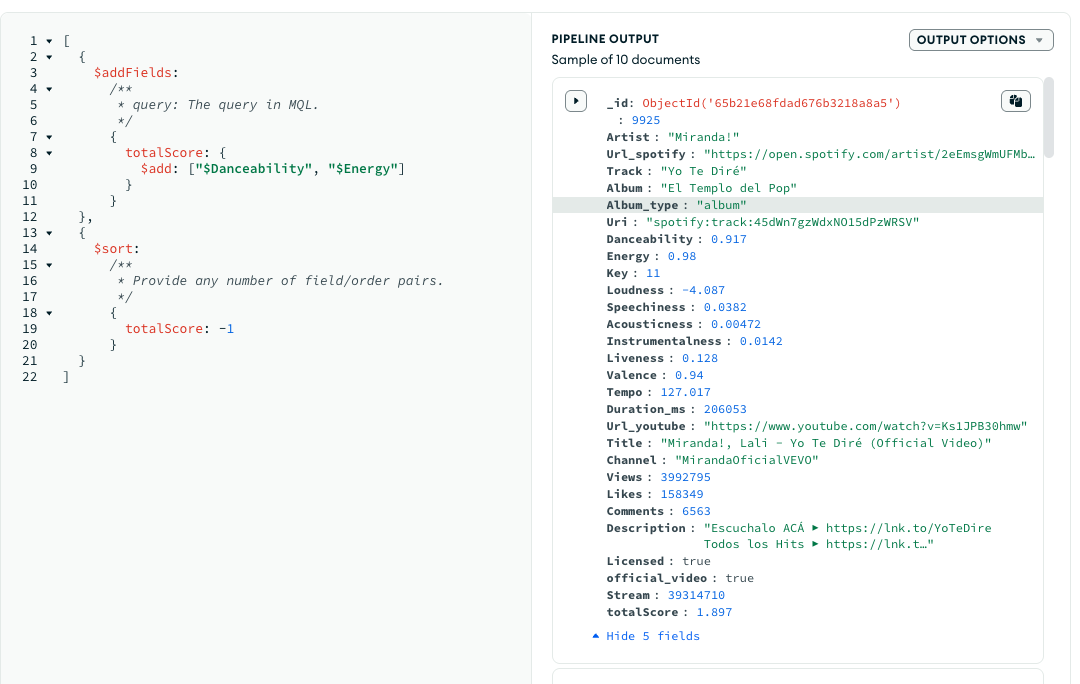 1 [
2 {
3 $addFields:
4 /**
5 * query: The query in MQL.
6 */
7 {
8 totalScore: {
9 $add: ["$Danceability", "$Energy"]
10 }
11 }
12 },
13 {
14 $sort:
15 /**
16 * Provide any number of field/order pairs.
17 */
18 {
19 totalScore: -1
20 }
21 }
22 ]
PIPELINE OUTPUT
Sample of 10 documents
OUTPUT OPTIONS
_id: ObjectId('65b21e68fdad676b3218a8a5')
: 9925
Artist : "Miranda!"
Url_spotify : "https://open.spotify.com/artist/2eEmsgWmUFMb…
Track : "Yo Te Diré"
Album : "El Templo del Pop"
Album_type : "album"
Uri : "spotify:track:45dWn7gzWdxNO15dPzWRSV"
Danceability : 0.917
Energy : 0.98
Key : 11
Loudness : -4.087
Speechiness : 0.0382
Acousticness : 0.00472
Instrumentalness : 0.0142
Liveness : 0.128
Valence : 0.94
Tempo : 127.017
Duration_ms : 206053
Url_youtube : "https://www.youtube.com/watch?v=Ks1JPB30hmw"
Title : "Miranda!, Lali - Yo Te Diré (Official Video)"
Channel : "MirandaOficialVEVO"
Views : 3992795
Likes : 158349
Comments : 6563
Description : "Escuchalo ACÁ ► https://lnk.to/YoTeDire
Todos los Hits ► https://lnk.t…"
Licensed : true
official_video : true
Stream : 39314710
totalScore : 1.897
Hide 5 fields